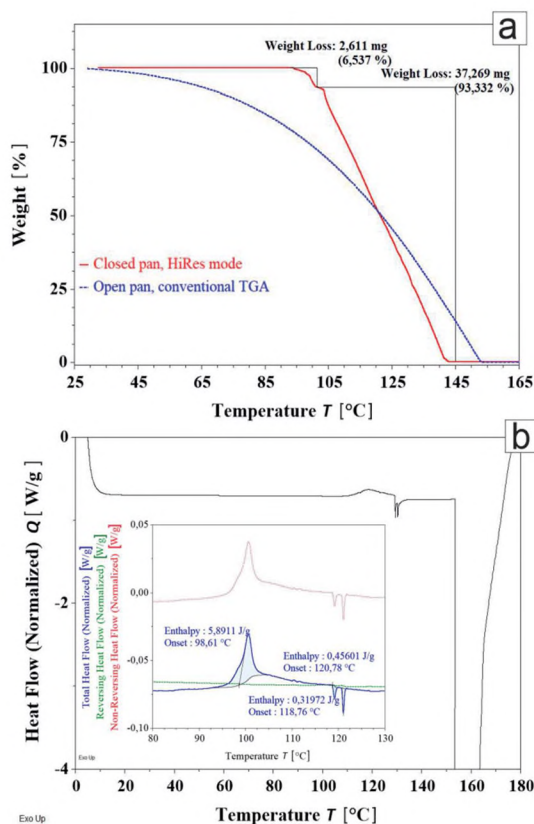 a
Weight Loss: 2,611 mg
(6,537 %)
Weight Loss: 37,269 mg
(93,332 %)
100
75
50
25
0
Weight [%]
Closed pan, HiRes mode
Open pan, conventional TGA
25 45 65 85 105 125 145 165
Temperature T [°C]
b
0
-2
-4
Heat Flow (Normalized) Q [W/g]
Total Heat Flow (Normalized) [W/g]
Reversing Heat Flow (Normalized) [W/g]
Non-Reversing Heat Flow (Normalized) [W/g]
0,05
0,00
-0,05
-0,10
Enthalpy : 5,8911 J/g
Onset : 98,61 °C
Enthalpy : 0,45601 J/g
Onset : 120,78 °C
Enthalpy : 0,31972 J/g
Onset : 118,76 °C
80 90 100 110 120 130
Exo Up
Temperature T [°C]
0 20 40 60 80 100 120 140 160 180
Exo Up
Temperature T [°C]